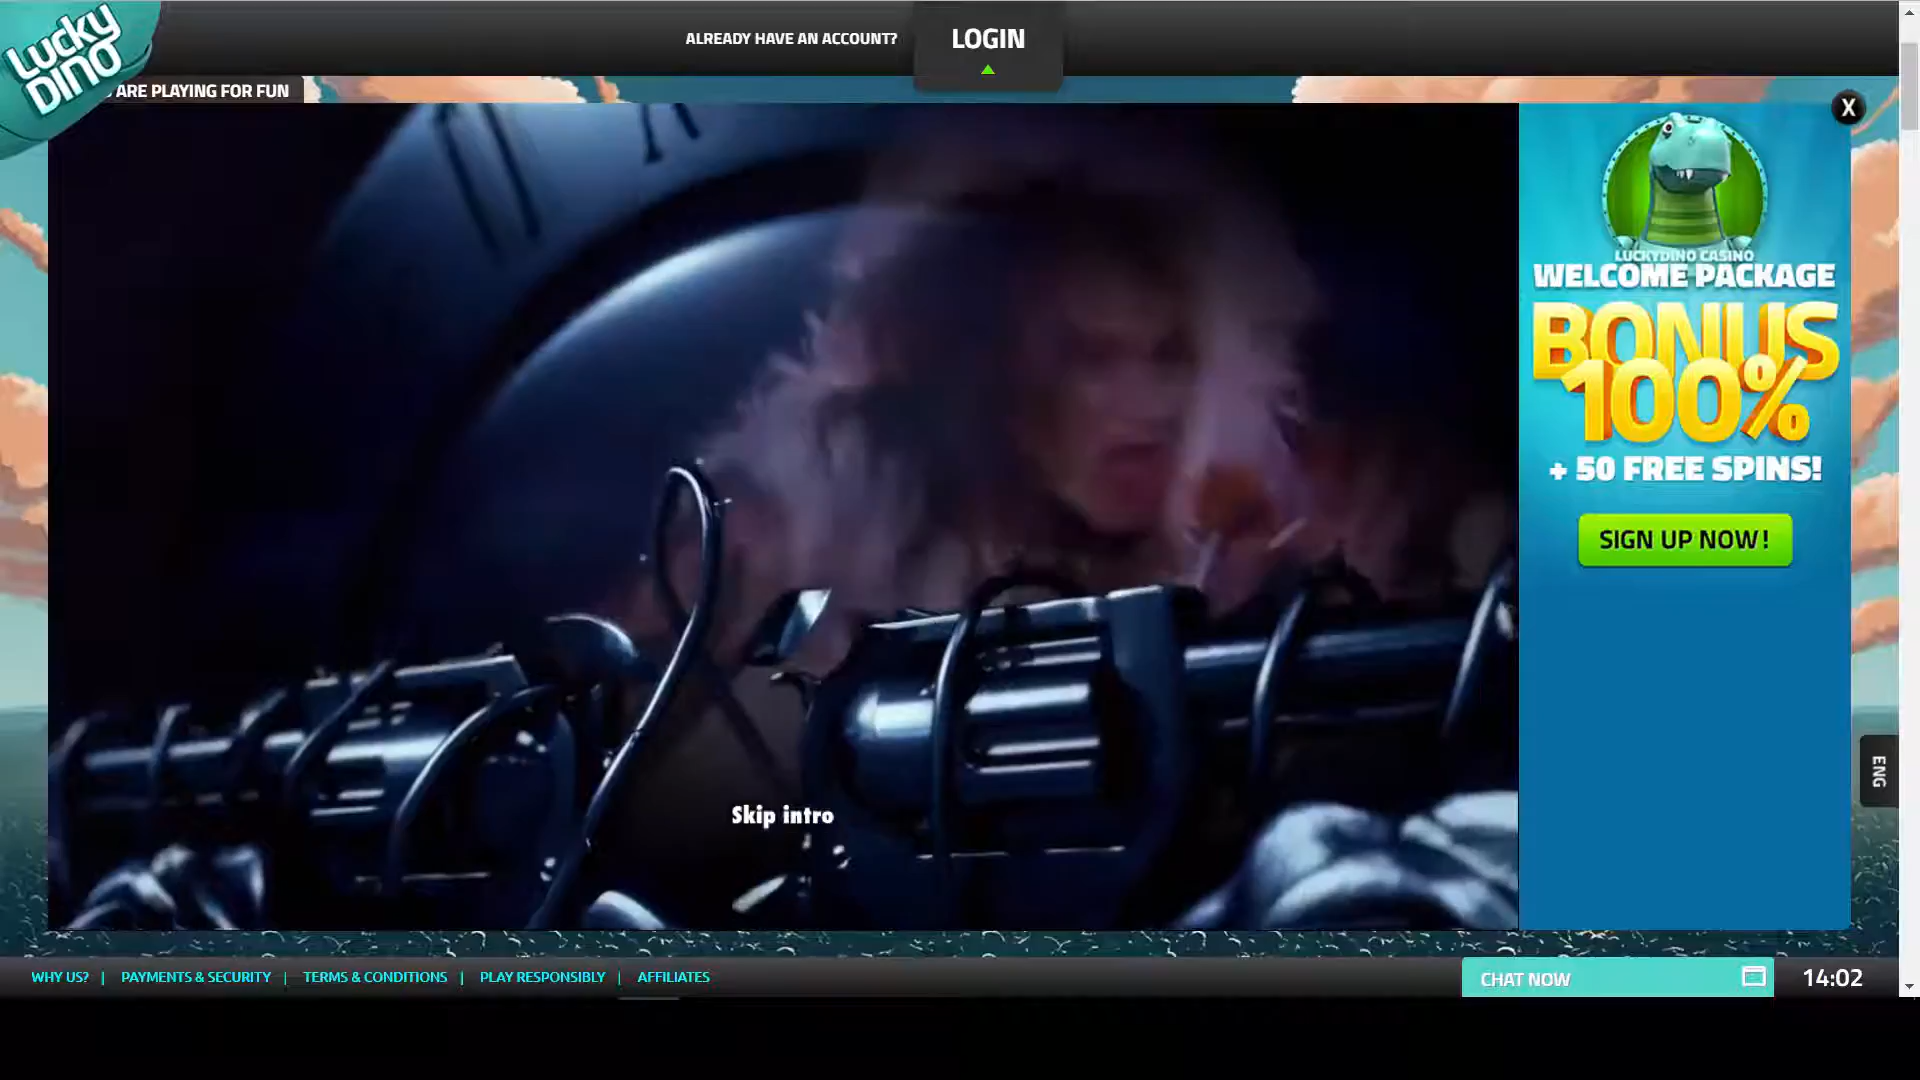 Lucky
DINO
ALREADY HAVE AN ACCOUNT?
LOGIN
ARE PLAYING FOR FUN
X
LUCKYDINO CASINO
WELCOME PACKAGE
BONUS
100%
+ 50 FREE SPINS!
SIGN UP NOW!
ENG
Skip intro
WHY US? | PAYMENTS & SECURITY | TERMS & CONDITIONS | PLAY RESPONSIBLY | AFFILIATES
CHAT NOW
14:02